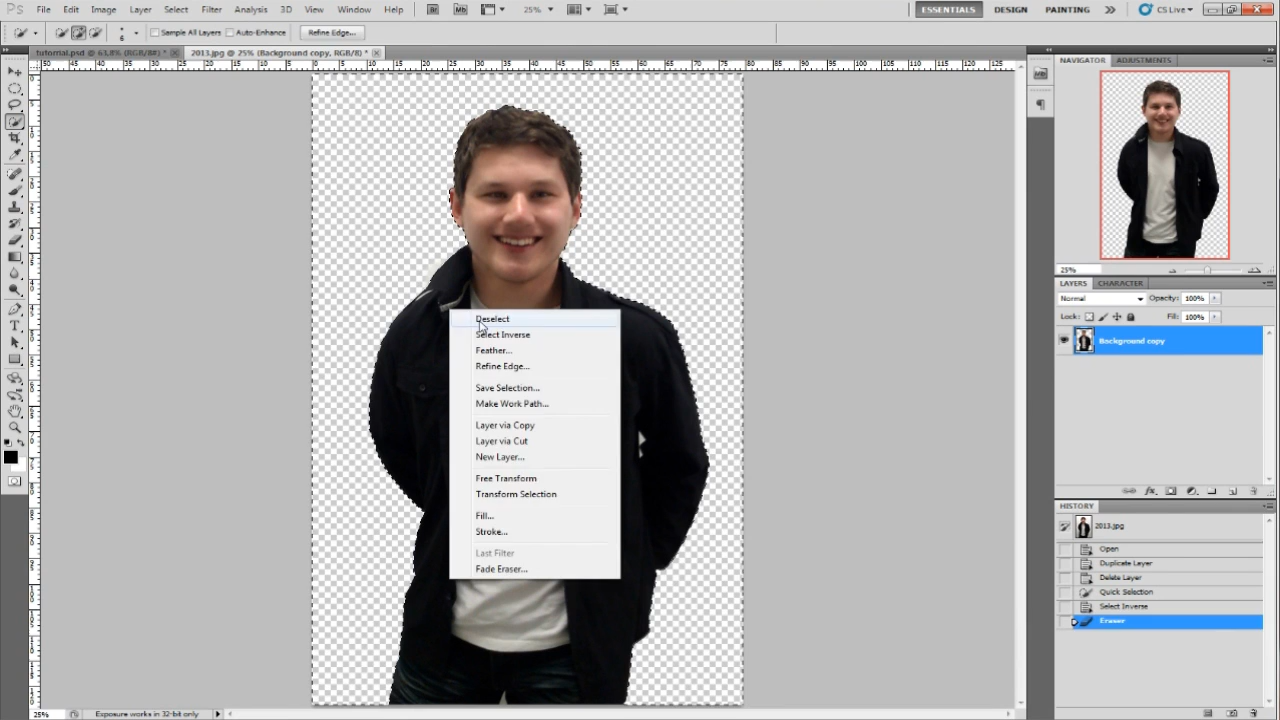 PS File Edit Image Layer Select Filter Analysis 3D View Window Help Br Mb 25% ESSENTIALS DESIGN PAINTING CS Live
6 Sample All Layers Auto-Enhance Refine Edge...
tutorrial.psd @ 63,8% (RGB/8#) * 2013.jpg @ 25% (Background copy, RGB/8) *
NAVIGATOR ADJUSTMENTS
25%
LAYERS CHARACTER
Normal Opacity: 100%
Lock: Fill: 100%
Background copy
HISTORY
2013.jpg
Open
Duplicate Layer
Delete Layer
Quick Selection
Select Inverse
Eraser
Deselect
Select Inverse
Feather...
Refine Edge...
Save Selection...
Make Work Path...
Layer via Copy
Layer via Cut
New Layer...
Free Transform
Transform Selection
Fill...
Stroke...
Last Filter
Fade Eraser...
25% Exposure works in 32-bit only